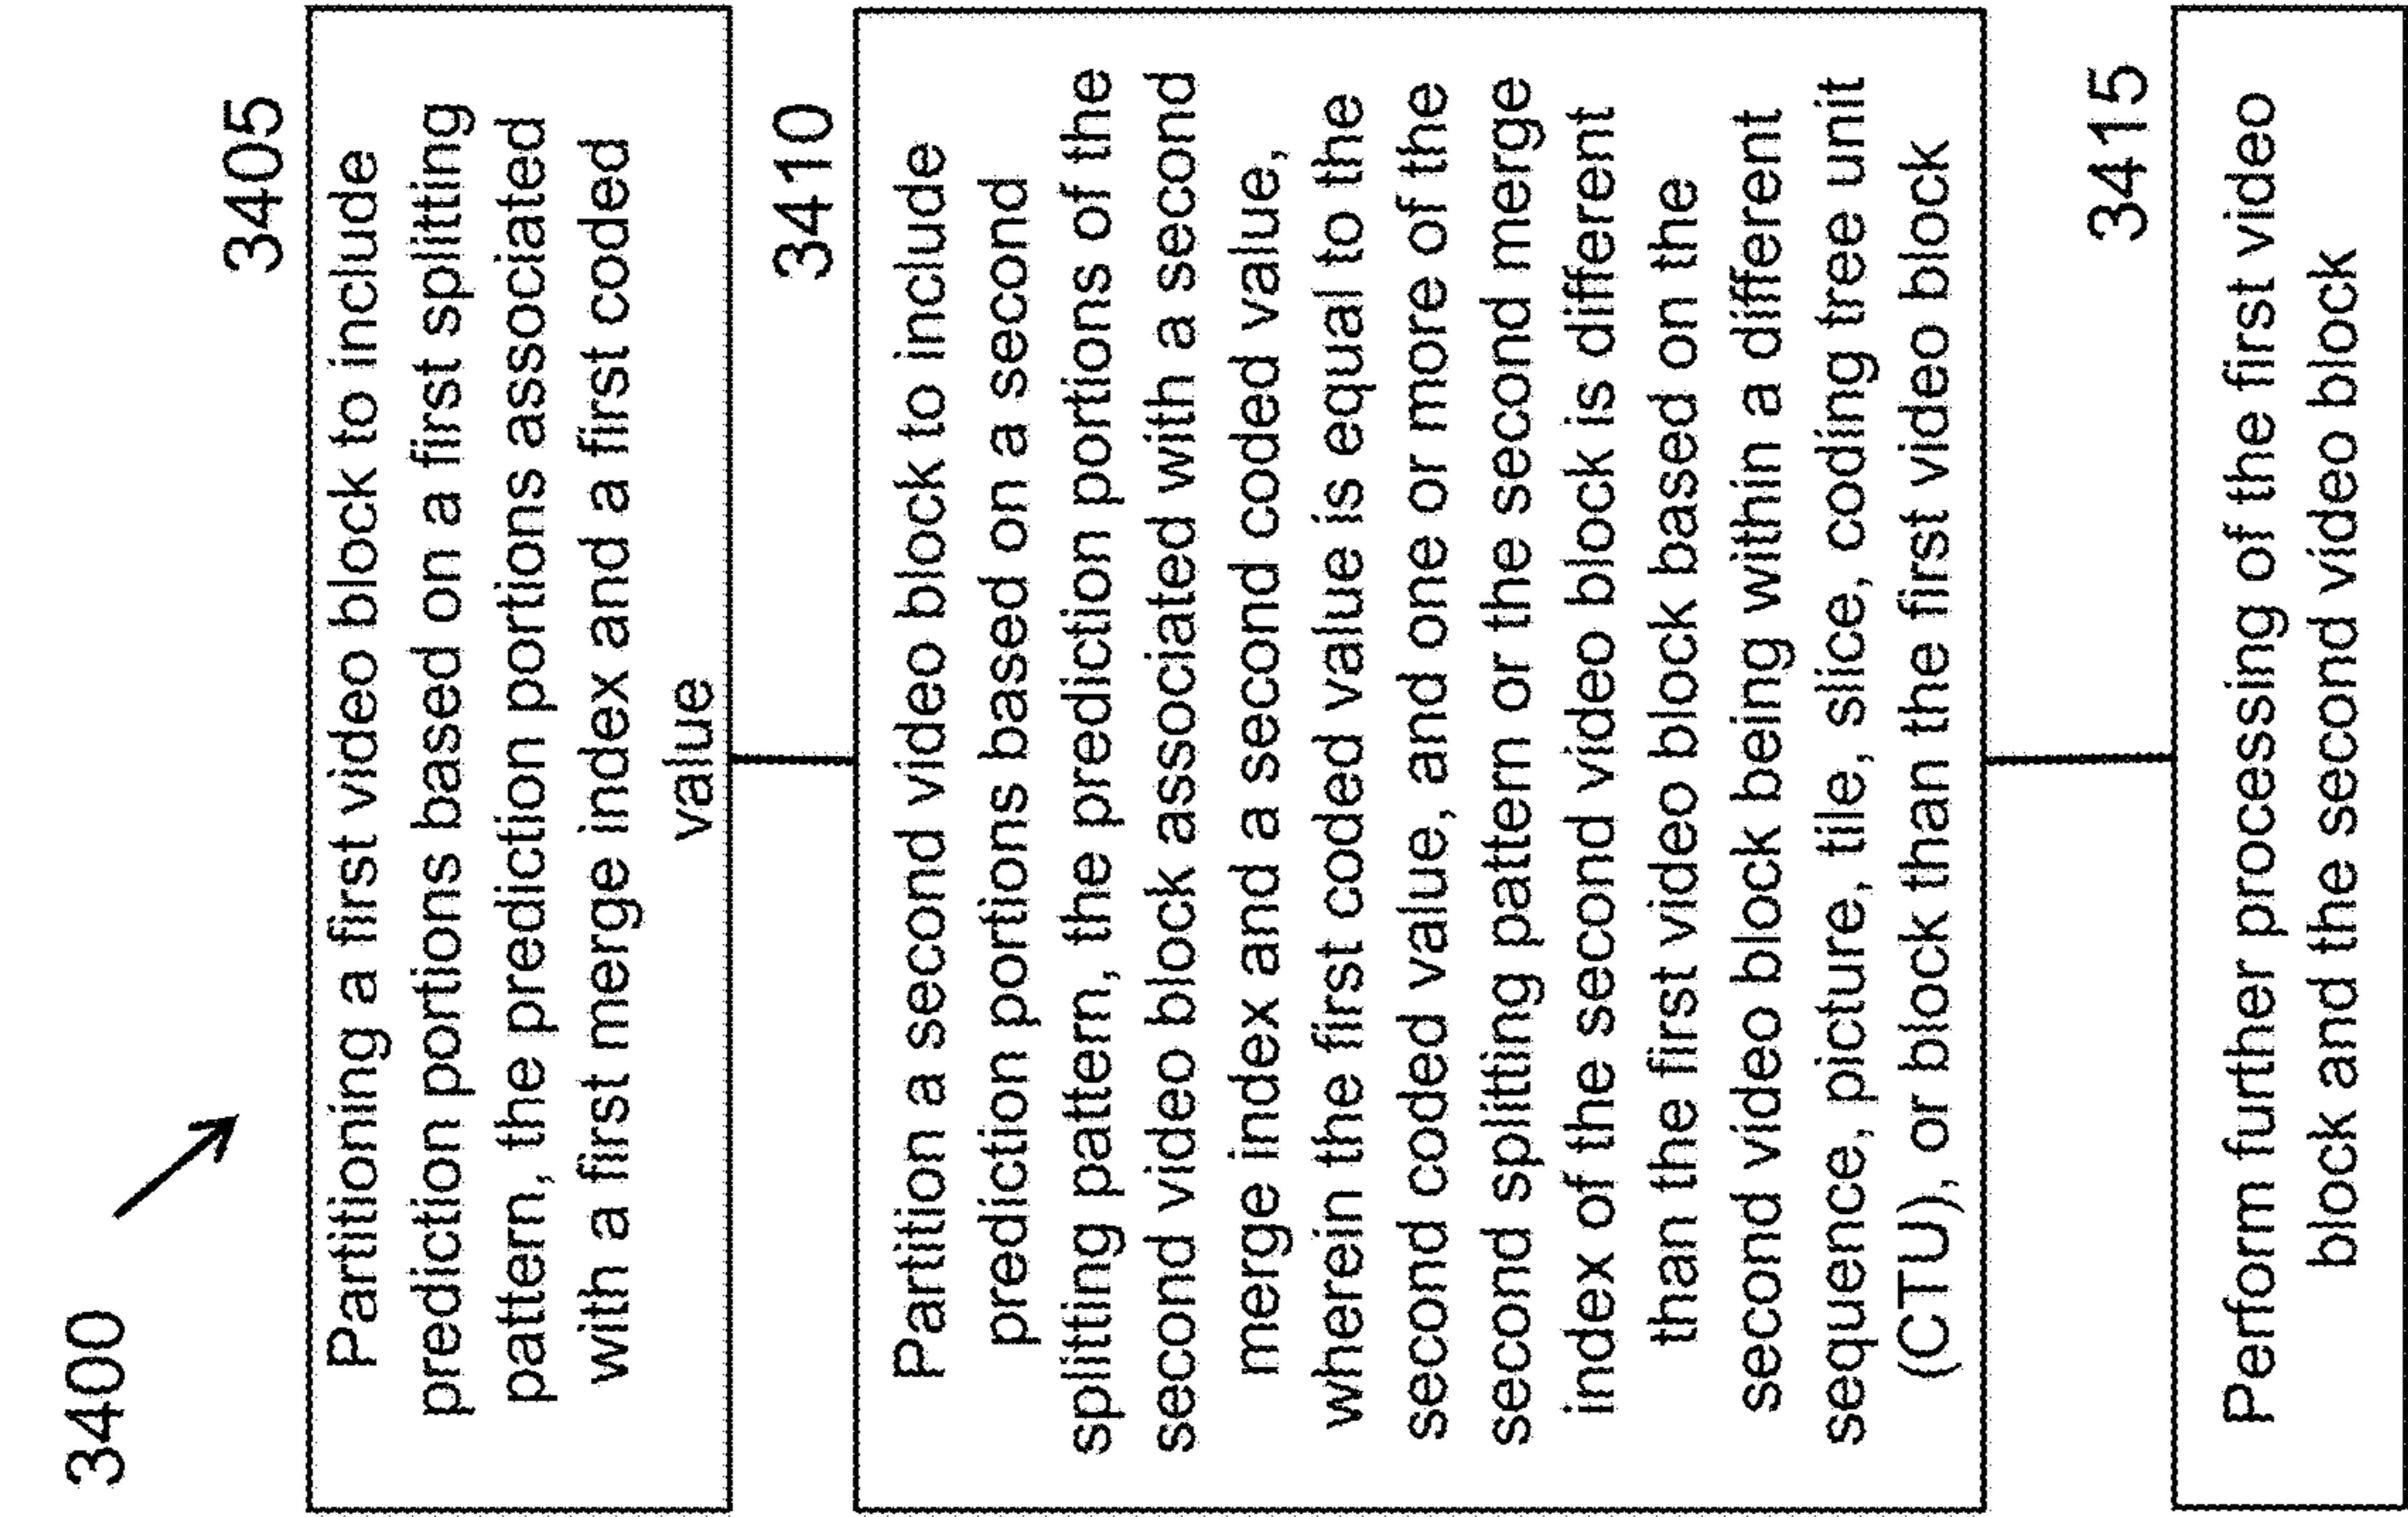 3400
3405
Partitioning a first video block to include
prediction portions based on a first splitting
pattern, the prediction portions associated
with a first merge index and a first coded
value
3410
Partition a second video block to include
prediction portions based on a second
splitting pattern, the prediction portions of the
second video block associated with a second
merge index and a second coded value,
wherein the first coded value is equal to the
second coded value, and one or more of the
second splitting pattern or the second merge
index of the second video block is different
than the first video block based on the
second video block being within a different
sequence, picture, tile, slice, coding tree unit
(CTU), or block than the first video block
3415
Perform further processing of the first video
block and the second video block